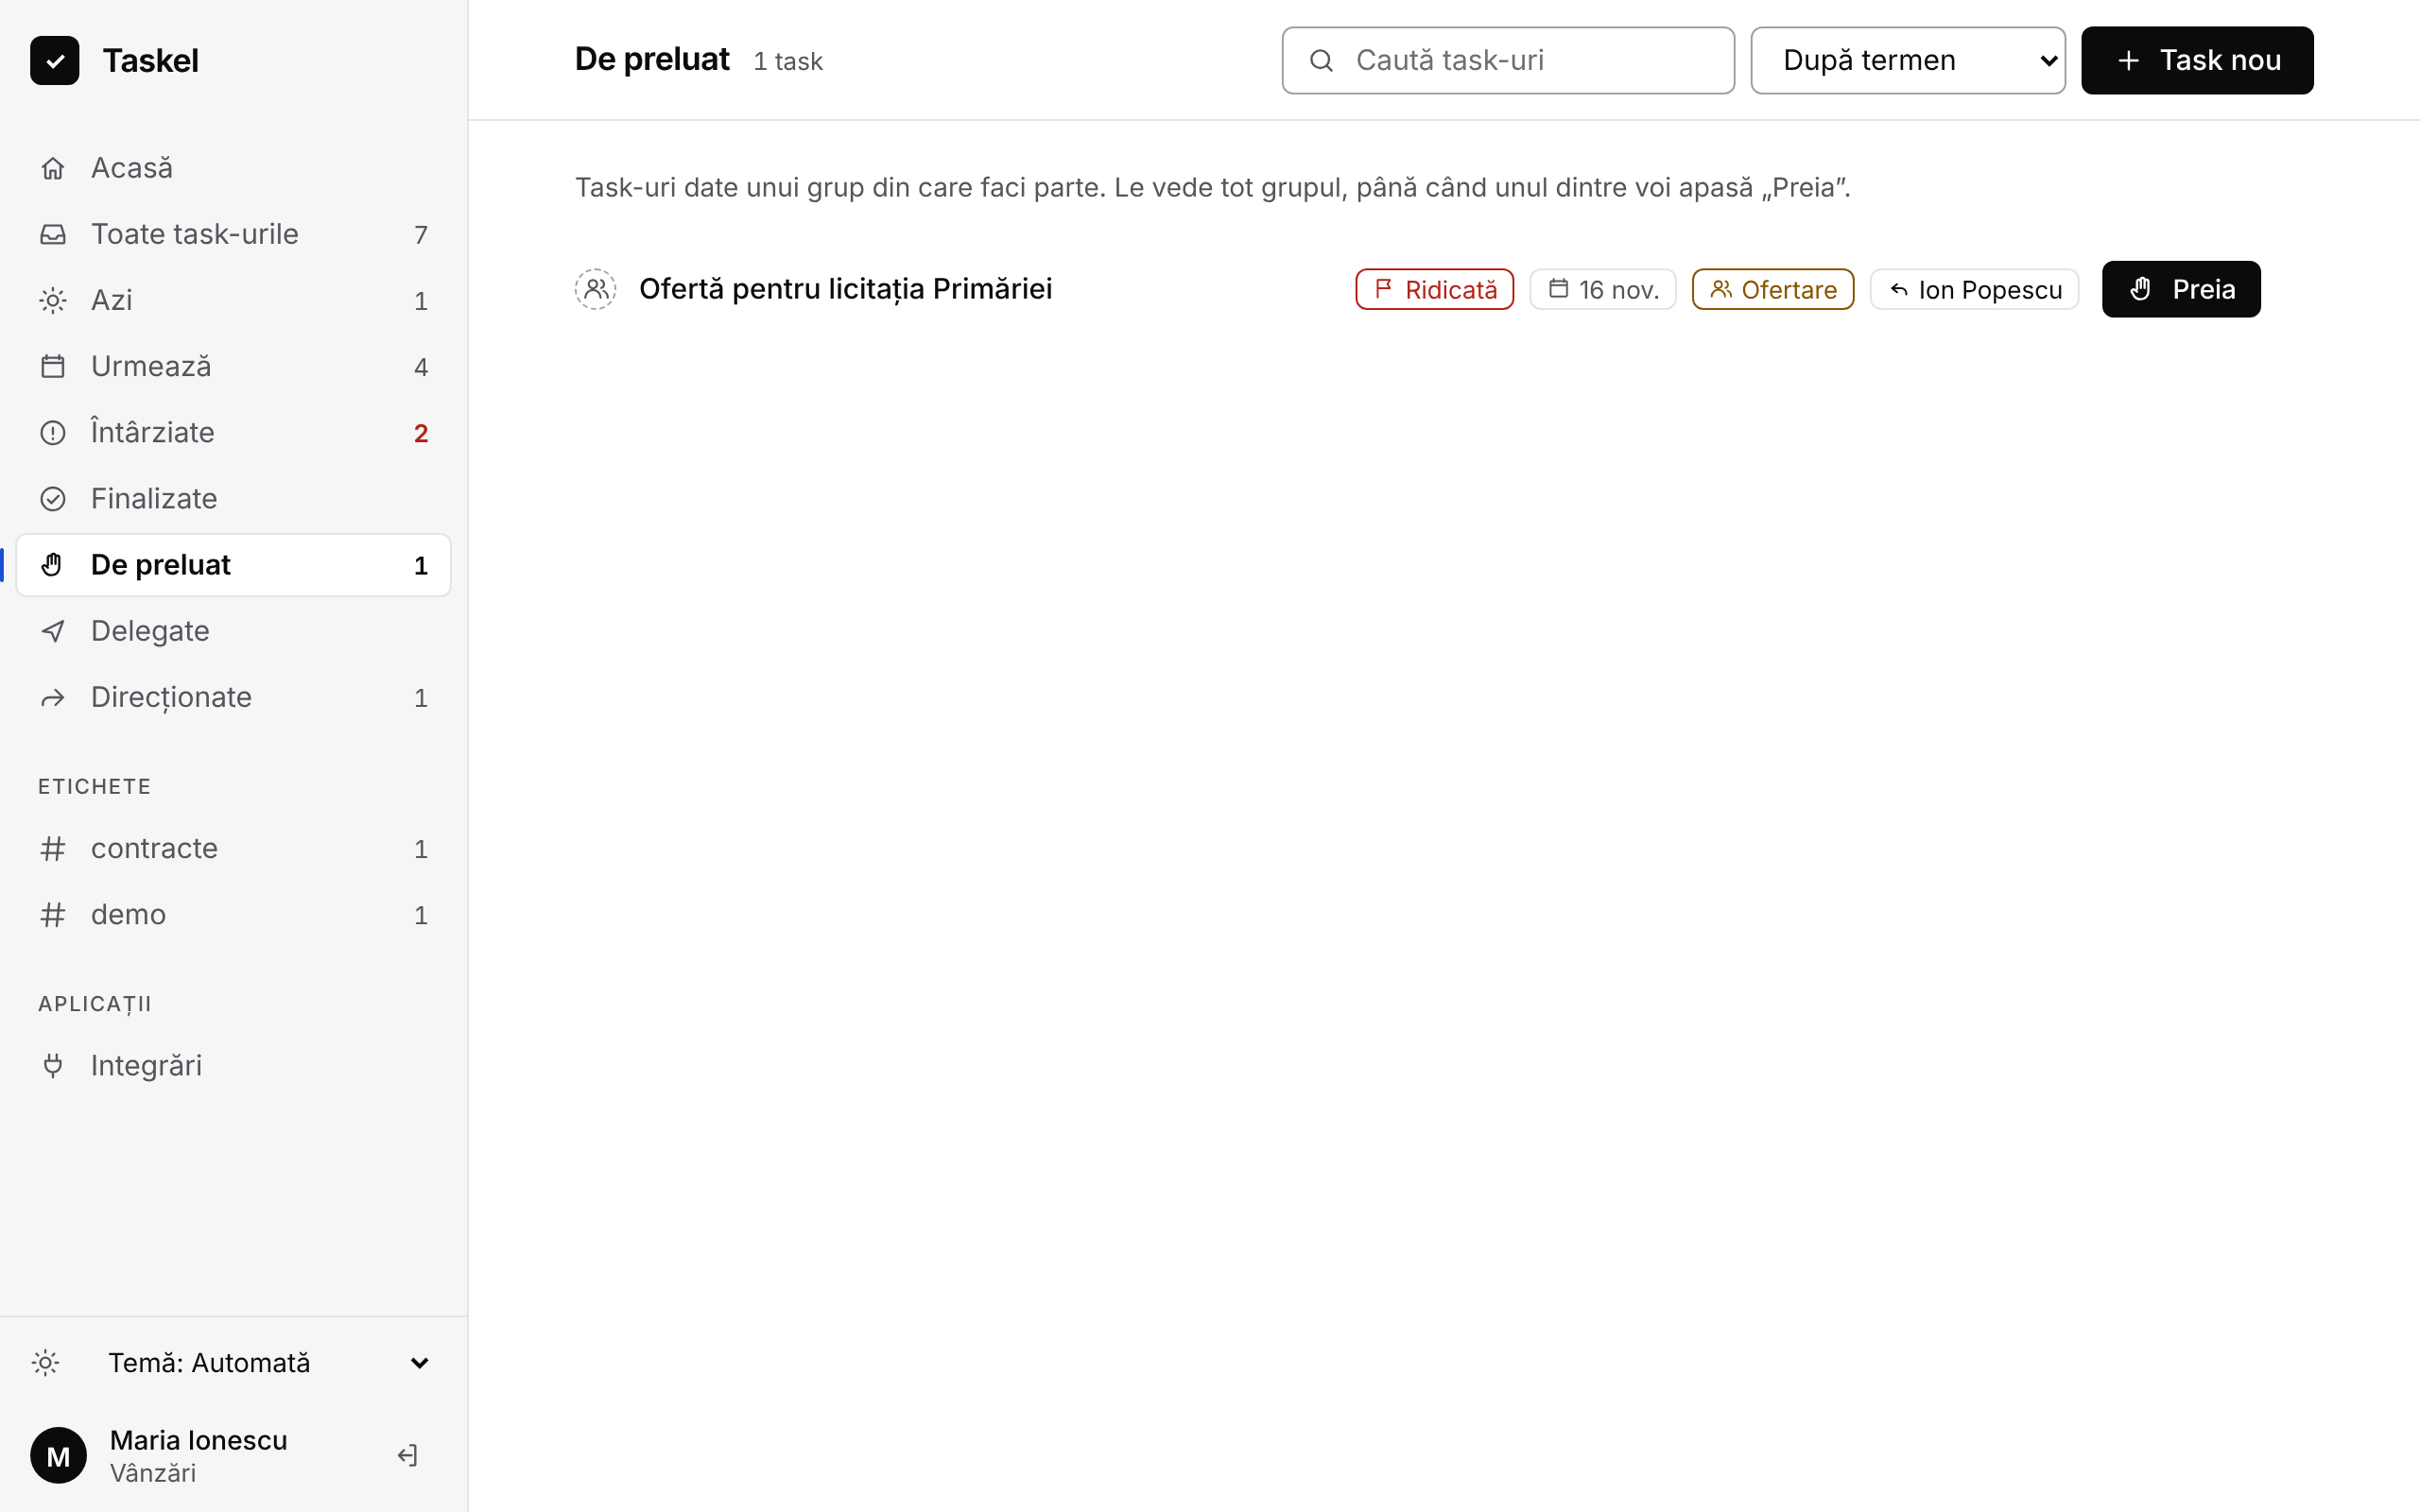 Taskel
Acasă
Toate task-urile 7
Azi 1
Urmează 4
Întârziate 2
Finalizate
De preluat 1
Delegate
Direcționate 1
ETICHETE
# contracte 1
# demo 1
APLICAȚII
Integrări
Temă: Automată
M
Maria Ionescu
Vânzări
De preluat 1 task
Caută task-uri
După termen
+ Task nou
Task-uri date unui grup din care faci parte. Le vede tot grupul, până când unul dintre voi apasă „Preia”.
Ofertă pentru licitația Primăriei Ridicată 16 nov. Ofertare Ion Popescu Preia